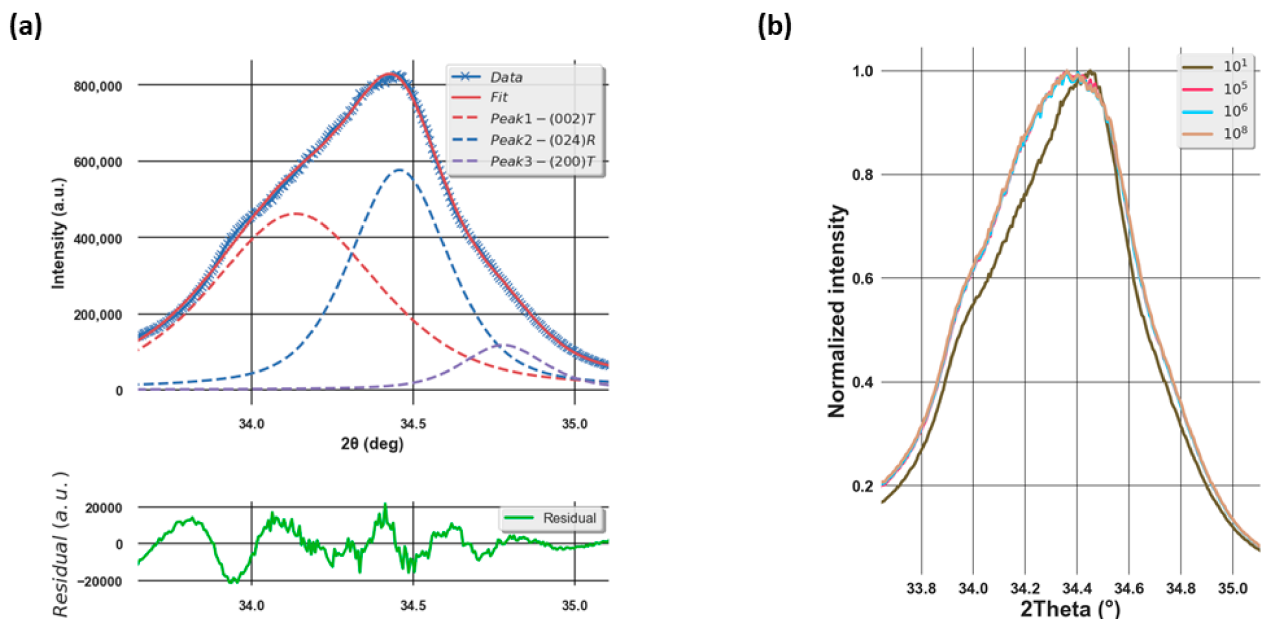 (a)
Intensity (a.u.)
800,000
600,000
400,000
200,000
0
Data
Fit
Peak1 − (002)T
Peak2 − (024)R
Peak3 − (200)T
34.0 34.5 35.0
2θ (deg)
Residual (a.u.)
20000
0
−20000
Residual
34.0 34.5 35.0
(b)
Normalized intensity
1.0
0.8
0.6
0.4
0.2
10¹
10⁵
10⁶
10⁸
33.8 34.0 34.2 34.4 34.6 34.8 35.0
2Theta (°)